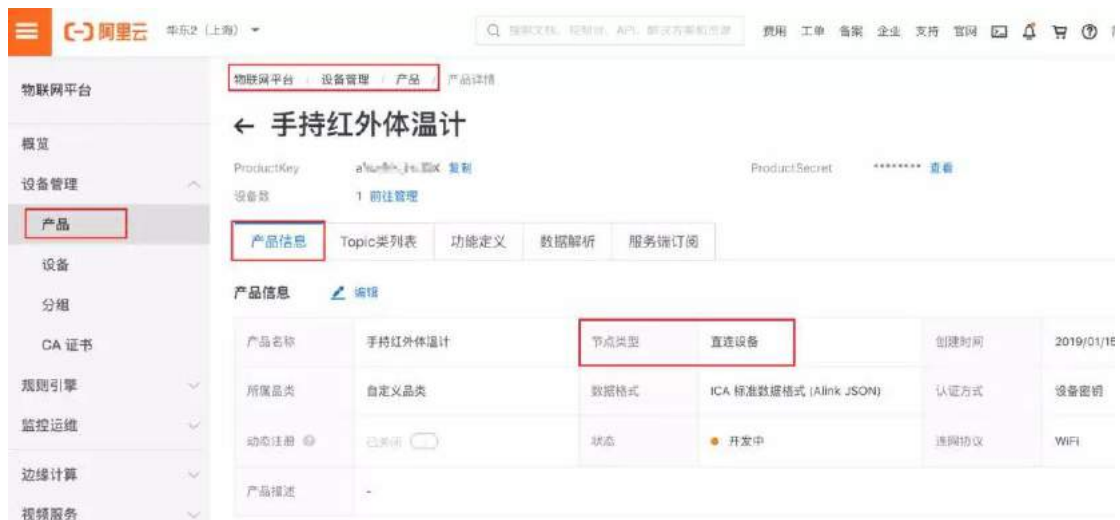 阿里云 华东2（上海） 费用 工单 备案 企业 支持 官网
物联网平台
概览
设备管理
产品
设备
分组
CA 证书
规则引擎
监控运维
边缘计算
视频服务
物联网平台 / 设备管理 / 产品 / 产品详情
← 手持红外体温计
ProductKey 复制 ProductSecret ******** 查看
设备数 1 前往管理
产品信息 Topic类列表 功能定义 数据解析 服务端订阅
产品信息 编辑
产品名称 手持红外体温计 节点类型 直连设备 创建时间 2019/01/15
所属品类 自定义品类 数据格式 ICA 标准数据格式 (Alink JSON) 认证方式 设备密钥
动态注册 已关闭 状态 开发中 连网协议 WiFi
产品描述 -